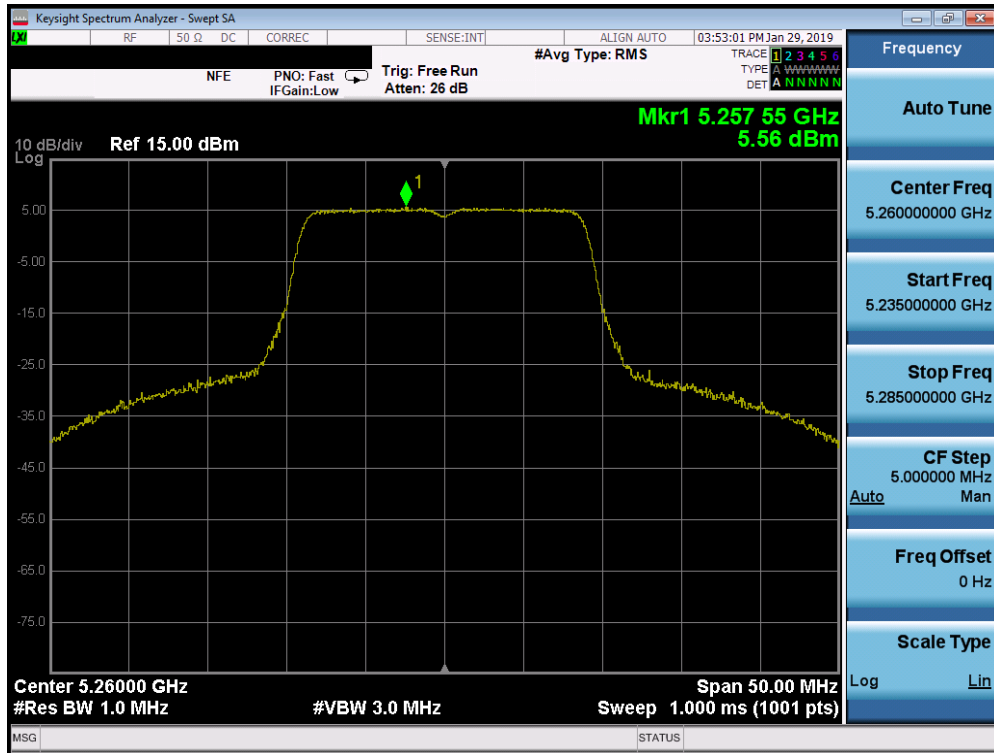 Keysight Spectrum Analyzer - Swept SA
LXI RF 50 Ω DC CORREC SENSE:INT ALIGN AUTO 03:53:01 PM Jan 29, 2019
#Avg Type: RMS
TRACE 1 2 3 4 5 6
TYPE A W W W W W
DET A N N N N N
NFE
PNO: Fast
IFGain:Low
Trig: Free Run
Atten: 26 dB
Mkr1 5.257 55 GHz
5.56 dBm
10 dB/div
Log
Ref 15.00 dBm
1
5.00
-5.00
-15.0
-25.0
-35.0
-45.0
-55.0
-65.0
-75.0
Center 5.26000 GHz
Span 50.00 MHz
#Res BW 1.0 MHz
#VBW 3.0 MHz
Sweep 1.000 ms (1001 pts)
MSG
STATUS
Frequency
Auto Tune
Center Freq
5.260000000 GHz
Start Freq
5.235000000 GHz
Stop Freq
5.285000000 GHz
CF Step
5.000000 MHz
Auto Man
Freq Offset
0 Hz
Scale Type
Log Lin